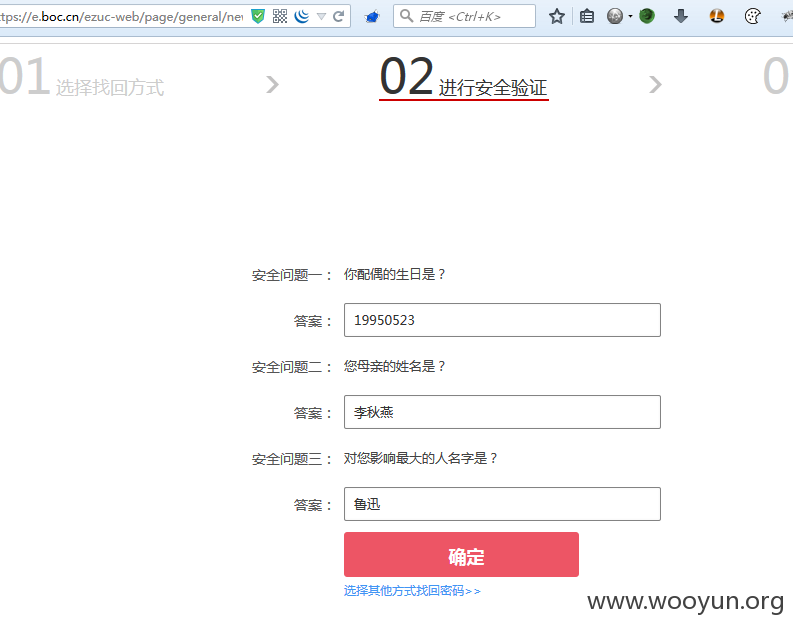 ttps://e.boc.cn/ezuc-web/page/general/nev
百度 <Ctrl+K>
01 选择找回方式 > 02 进行安全验证 > 0
安全问题一： 你配偶的生日是？
答案： 19950523
安全问题二： 您母亲的姓名是？
答案： 李秋燕
安全问题三： 对您影响最大的人名字是？
答案： 鲁迅
确定
选择其他方式找回密码>>
www.wooyun.org